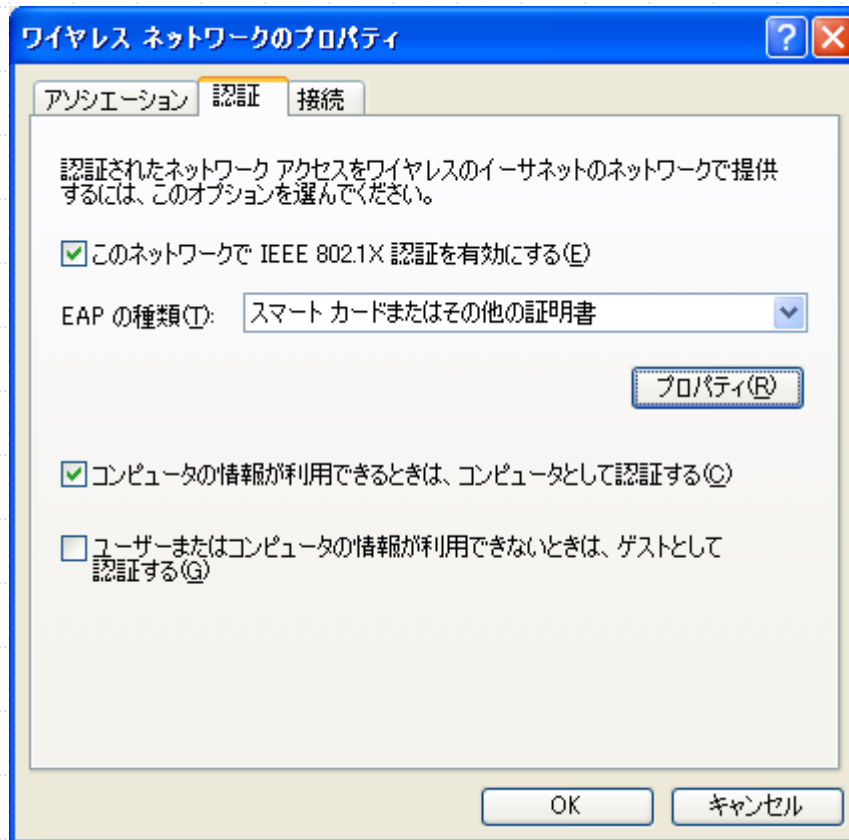 ワイヤレス ネットワークのプロパティ
アソシエーション 認証 接続
認証されたネットワーク アクセスをワイヤレスのイーサネットのネットワークで提供
するには、このオプションを選んでください。
このネットワークで IEEE 802.1X 認証を有効にする(E)
EAP の種類(T): スマート カードまたはその他の証明書
プロパティ(R)
コンピュータの情報が利用できるときは、コンピュータとして認証する(C)
ユーザーまたはコンピュータの情報が利用できないときは、ゲストとして
認証する(G)
OK キャンセル